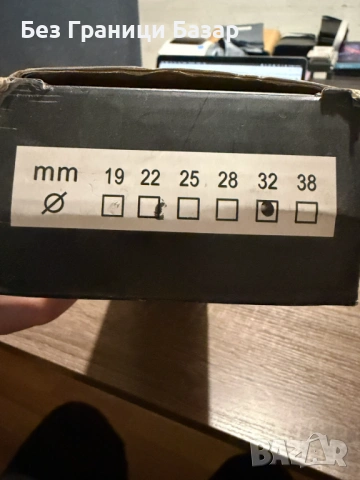 Без Граници Базар
mm 19 22 25 28 32 38
Ø
BAZAR